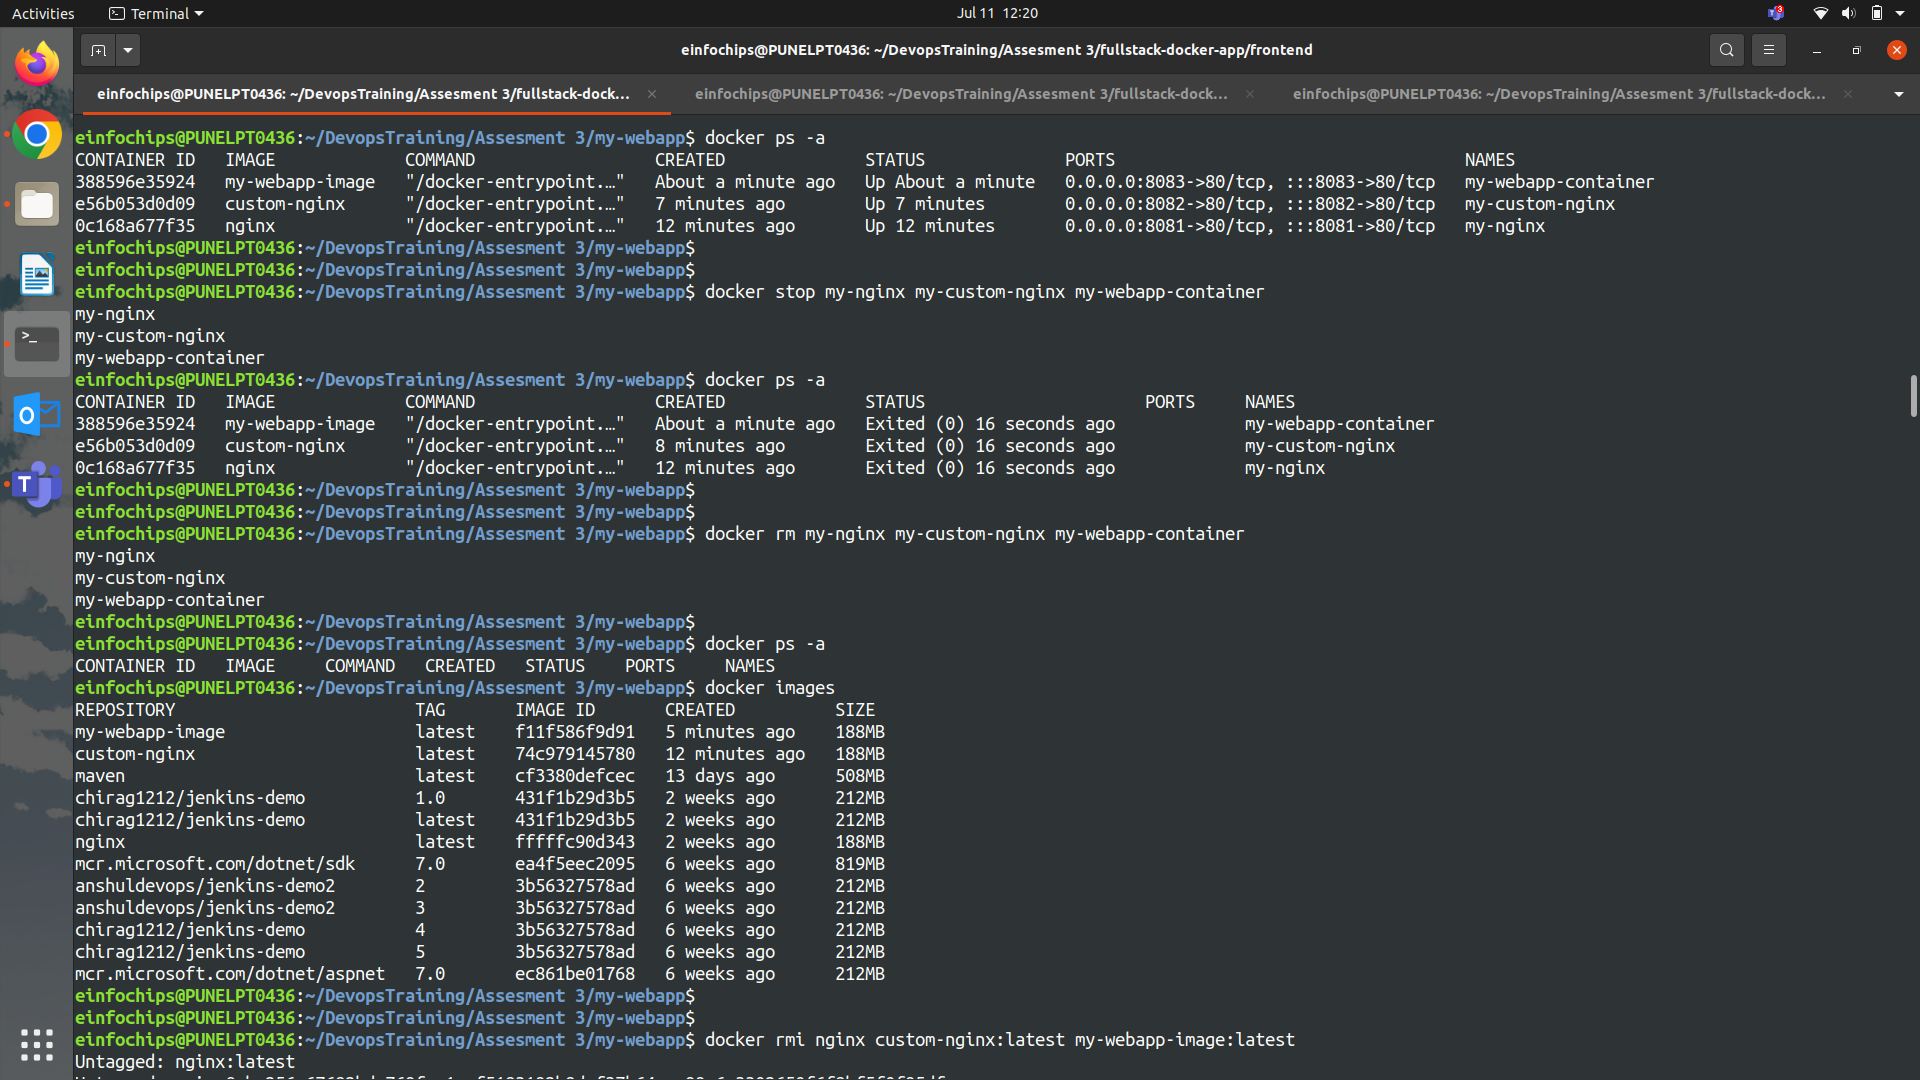 Activities Terminal Jul 11 12:20 3
einfochips@PUNELPT0436: ~/DevopsTraining/Assesment 3/fullstack-docker-app/frontend
einfochips@PUNELPT0436: ~/DevopsTraining/Assesment 3/fullstack-dock... einfochips@PUNELPT0436: ~/DevopsTraining/Assesment 3/fullstack-dock... einfochips@PUNELPT0436: ~/DevopsTraining/Assesment 3/fullstack-dock...
einfochips@PUNELPT0436:~/DevopsTraining/Assesment 3/my-webapp$ docker ps -a
CONTAINER ID IMAGE COMMAND CREATED STATUS PORTS NAMES
388596e35924 my-webapp-image "/docker-entrypoint.…" About a minute ago Up About a minute 0.0.0.0:8083->80/tcp, :::8083->80/tcp my-webapp-container
e56b053d0d09 custom-nginx "/docker-entrypoint.…" 7 minutes ago Up 7 minutes 0.0.0.0:8082->80/tcp, :::8082->80/tcp my-custom-nginx
0c168a677f35 nginx "/docker-entrypoint.…" 12 minutes ago Up 12 minutes 0.0.0.0:8081->80/tcp, :::8081->80/tcp my-nginx
einfochips@PUNELPT0436:~/DevopsTraining/Assesment 3/my-webapp$
einfochips@PUNELPT0436:~/DevopsTraining/Assesment 3/my-webapp$
einfochips@PUNELPT0436:~/DevopsTraining/Assesment 3/my-webapp$ docker stop my-nginx my-custom-nginx my-webapp-container
my-nginx
my-custom-nginx
my-webapp-container
einfochips@PUNELPT0436:~/DevopsTraining/Assesment 3/my-webapp$ docker ps -a
CONTAINER ID IMAGE COMMAND CREATED STATUS PORTS NAMES
388596e35924 my-webapp-image "/docker-entrypoint.…" About a minute ago Exited (0) 16 seconds ago my-webapp-container
e56b053d0d09 custom-nginx "/docker-entrypoint.…" 8 minutes ago Exited (0) 16 seconds ago my-custom-nginx
0c168a677f35 nginx "/docker-entrypoint.…" 12 minutes ago Exited (0) 16 seconds ago my-nginx
einfochips@PUNELPT0436:~/DevopsTraining/Assesment 3/my-webapp$
einfochips@PUNELPT0436:~/DevopsTraining/Assesment 3/my-webapp$
einfochips@PUNELPT0436:~/DevopsTraining/Assesment 3/my-webapp$ docker rm my-nginx my-custom-nginx my-webapp-container
my-nginx
my-custom-nginx
my-webapp-container
einfochips@PUNELPT0436:~/DevopsTraining/Assesment 3/my-webapp$
einfochips@PUNELPT0436:~/DevopsTraining/Assesment 3/my-webapp$ docker ps -a
CONTAINER ID IMAGE COMMAND CREATED STATUS PORTS NAMES
einfochips@PUNELPT0436:~/DevopsTraining/Assesment 3/my-webapp$ docker images
REPOSITORY TAG IMAGE ID CREATED SIZE
my-webapp-image latest f11f586f9d91 5 minutes ago 188MB
custom-nginx latest 74c979145780 12 minutes ago 188MB
maven latest cf3380defcec 13 days ago 508MB
chirag1212/jenkins-demo 1.0 431f1b29d3b5 2 weeks ago 212MB
chirag1212/jenkins-demo latest 431f1b29d3b5 2 weeks ago 212MB
nginx latest fffffc90d343 2 weeks ago 188MB
mcr.microsoft.com/dotnet/sdk 7.0 ea4f5eec2095 6 weeks ago 819MB
anshuldevops/jenkins-demo2 2 3b56327578ad 6 weeks ago 212MB
anshuldevops/jenkins-demo2 3 3b56327578ad 6 weeks ago 212MB
chirag1212/jenkins-demo 4 3b56327578ad 6 weeks ago 212MB
chirag1212/jenkins-demo 5 3b56327578ad 6 weeks ago 212MB
mcr.microsoft.com/dotnet/aspnet 7.0 ec861be01768 6 weeks ago 212MB
einfochips@PUNELPT0436:~/DevopsTraining/Assesment 3/my-webapp$
einfochips@PUNELPT0436:~/DevopsTraining/Assesment 3/my-webapp$
einfochips@PUNELPT0436:~/DevopsTraining/Assesment 3/my-webapp$ docker rmi nginx custom-nginx:latest my-webapp-image:latest
Untagged: nginx:latest